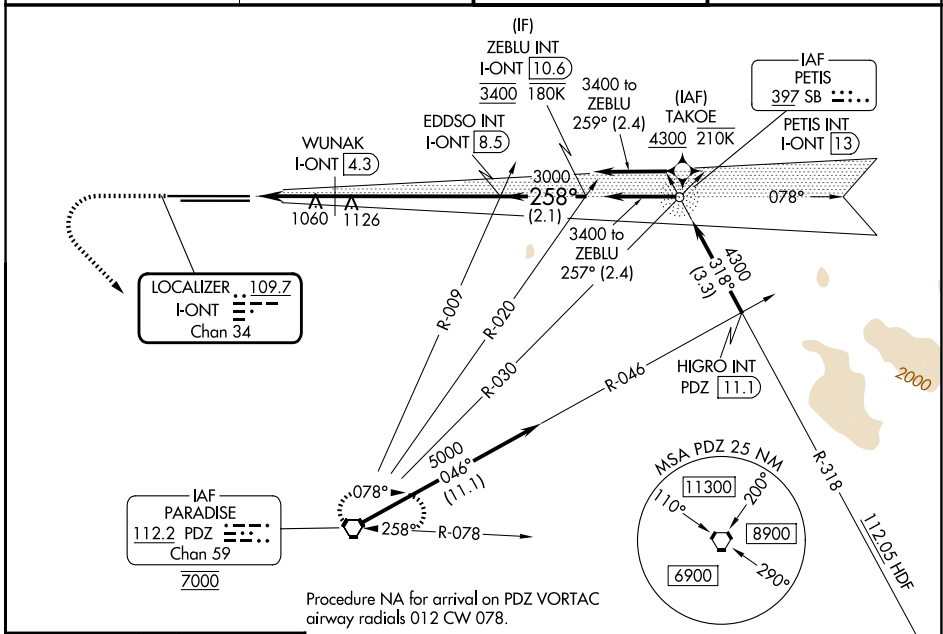 (IF)
ZEBLU INT
I-ONT 10.6
3400 180K
3400 to
ZEBLU
259° (2.4)
(IAF)
TAKOE
4300 210K
IAF
PETIS
397 SB
PETIS INT
I-ONT 13
EDDSO INT
I-ONT 8.5
WUNAK
I-ONT 4.3
3000
258°
(2.1)
078°
1060
1126
3400 to
ZEBLU
257° (2.4)
4300
318°
(3.3)
LOCALIZER 109.7
I-ONT
Chan 34
R-009
R-020
R-030
R-046
HIGRO INT
PDZ 11.1
2000
R-318
112.05 HDF
5000
046°
(11.1)
078°
258°
R-078
IAF
PARADISE
112.2 PDZ
Chan 59
7000
MSA PDZ 25 NM
11300
110°
200°
8900
6900
290°
Procedure NA for arrival on PDZ VORTAC
airway radials 012 CW 078.